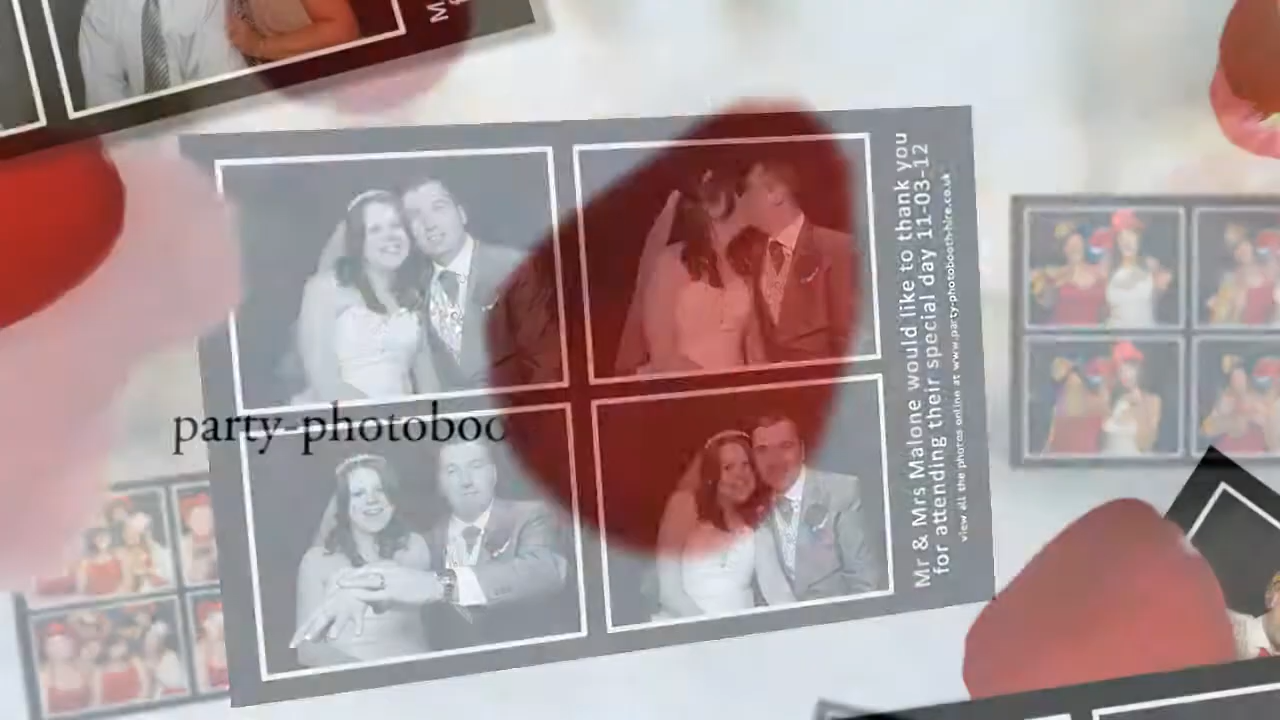 Mr & Mrs Malone would like to thank you
for attending their special day 11-03-12
view all the photos online at www.party-photobooth-hire.co.uk
party-photoboo